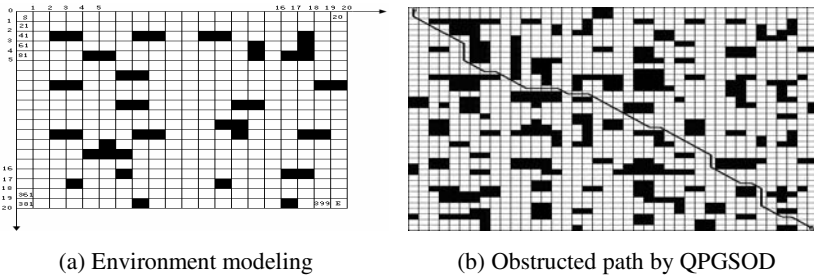 0 1 2 3 4 5 16 17 18 19 20
1 S 20
2 21
3 41
4 61
5 81
16
17
18
19 361
20 381 399 E
(a) Environment modeling
(b) Obstructed path by QPGSOD